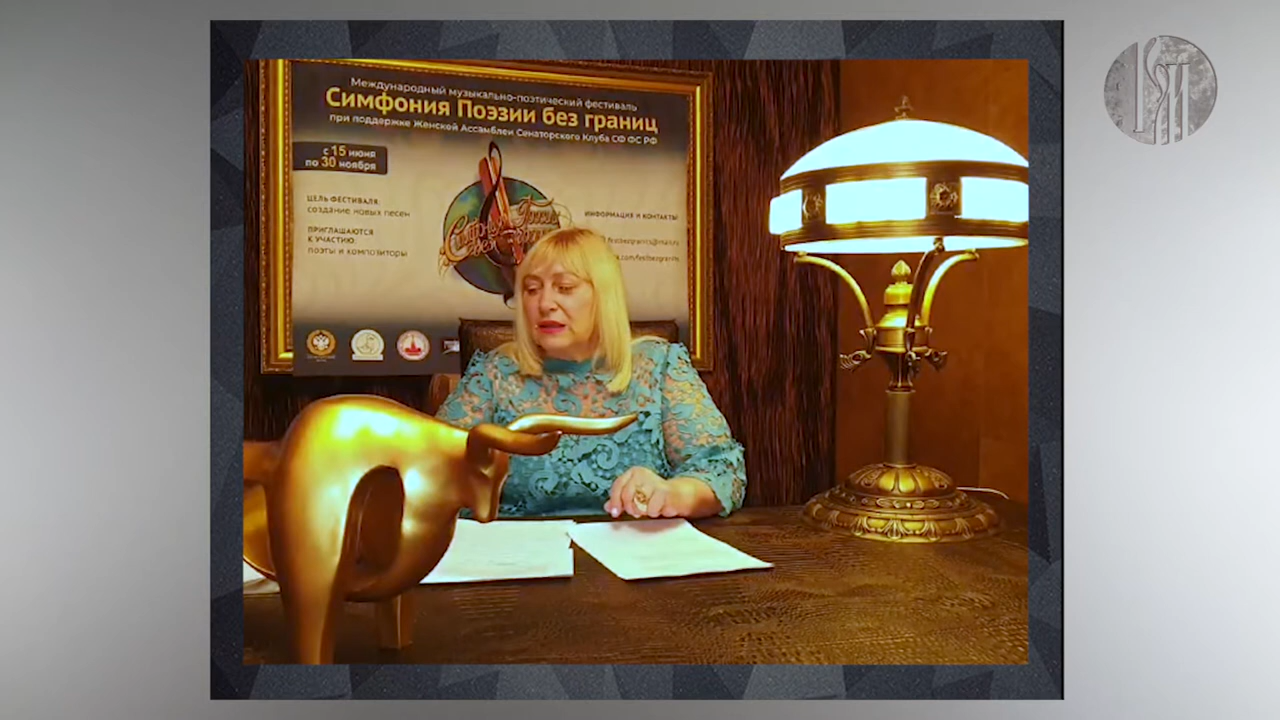 Международный музыкально-поэтический фестиваль
Симфония Поэзии без границ
при поддержке Женской Ассамблеи Сенаторского Клуба СФ ФС РФ
с 15 июня
по 30 ноября
ЦЕЛЬ ФЕСТИВАЛЯ:
создание новых песен
ПРИГЛАШАЮТСЯ
К УЧАСТИЮ:
поэты и композиторы
ИНФОРМАЦИЯ И КОНТАКТЫ